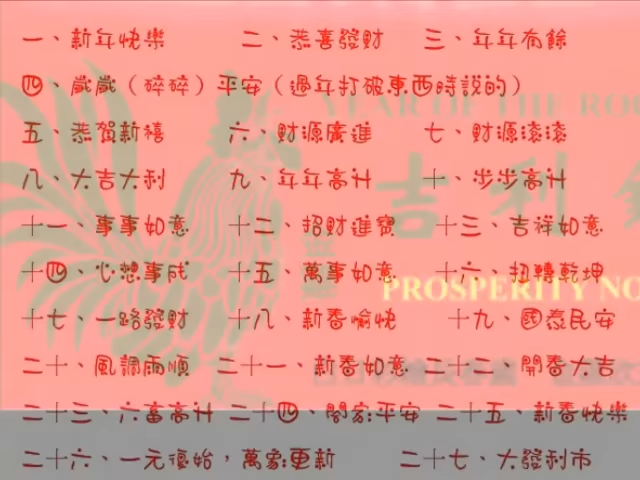 一、新年快樂 二、恭喜發財 三、年年有餘
四、歲歲（碎碎）平安（過年打破東西時說的）
YEAR OF THE RO
五、恭賀新禧 六、財源廣進 七、財源滾滾
八、大吉大利 九、年年高升 十、步步高升
吉利
十一、事事如意 十二、招財進寶 十三、吉祥如意
十四、心想事成 十五、萬事如意 十六、扭轉乾坤
PROSPERITY NO
十七、一路發財 十八、新春愉快 十九、國泰民安
二十、風調雨順 二十一、新春如意 二十二、開春大吉
二十三、六畜高升 二十四、闔家平安 二十五、新春快樂
二十六、一元復始，萬象更新 二十七、大發利市